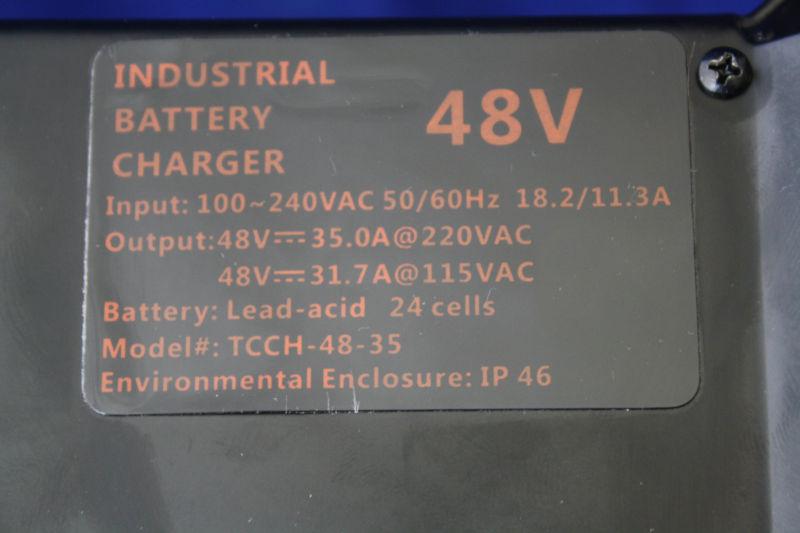 INDUSTRIAL
BATTERY
CHARGER
48V
Input: 100~240VAC 50/60Hz 18.2/11.3A
Output:48V⎓35.0A@220VAC
48V⎓31.7A@115VAC
Battery: Lead-acid 24 cells
Model#: TCCH-48-35
Environmental Enclosure: IP 46